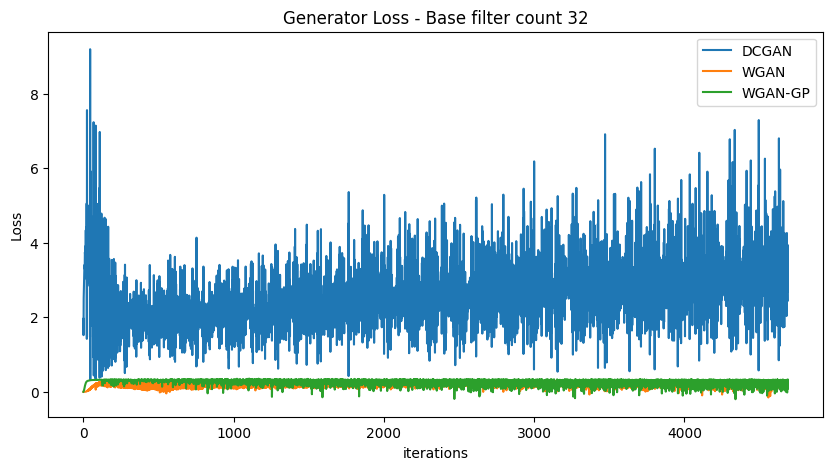 Generator Loss - Base filter count 32
DCGAN
WGAN
WGAN-GP
Loss
8
6
4
2
0
0 1000 2000 3000 4000
iterations